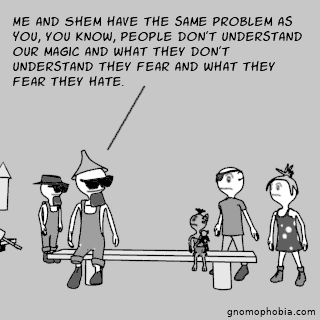 ME AND SHEM HAVE THE SAME PROBLEM AS
YOU, YOU KNOW, PEOPLE DON'T UNDERSTAND
OUR MAGIC AND WHAT THEY DON'T
UNDERSTAND THEY FEAR AND WHAT THEY
FEAR THEY HATE.
gnomophobia.com